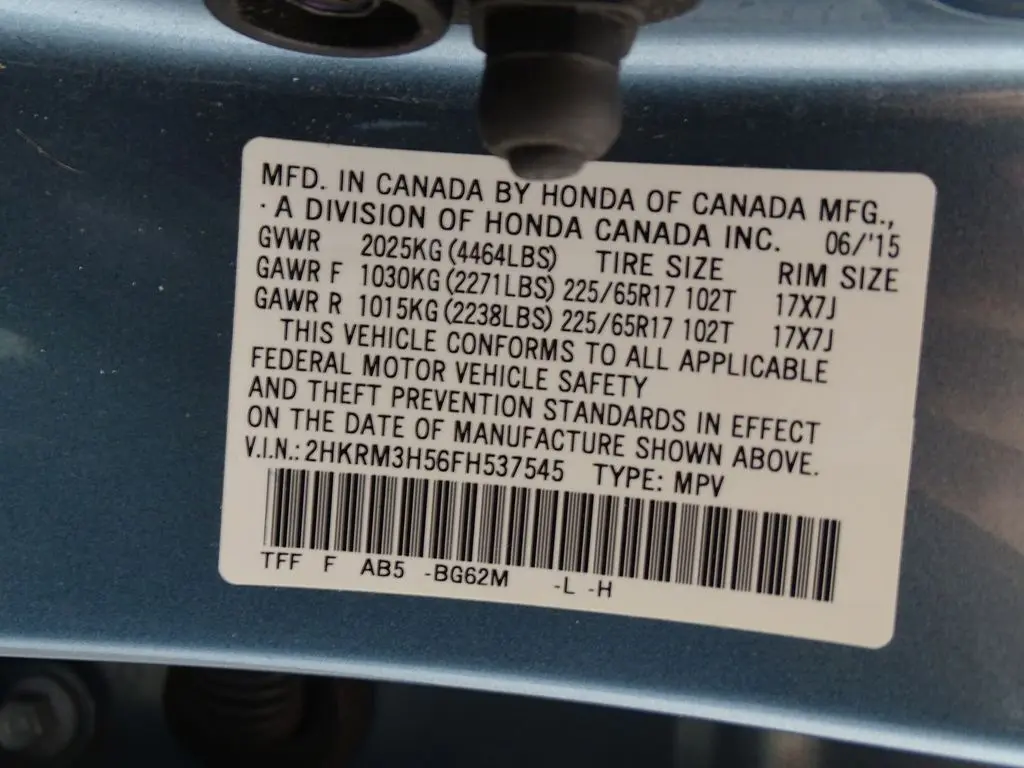 MFD. IN CANADA BY HONDA OF CANADA MFG.,
· A DIVISION OF HONDA CANADA INC. 06/'15
GVWR 2025KG (4464LBS) TIRE SIZE RIM SIZE
GAWR F 1030KG (2271LBS) 225/65R17 102T 17X7J
GAWR R 1015KG (2238LBS) 225/65R17 102T 17X7J
THIS VEHICLE CONFORMS TO ALL APPLICABLE
FEDERAL MOTOR VEHICLE SAFETY
AND THEFT PREVENTION STANDARDS IN EFFECT
ON THE DATE OF MANUFACTURE SHOWN ABOVE.
V.I.N.: 2HKRM3H56FH537545 TYPE: MPV
TFF F AB5 -BG62M -L -H